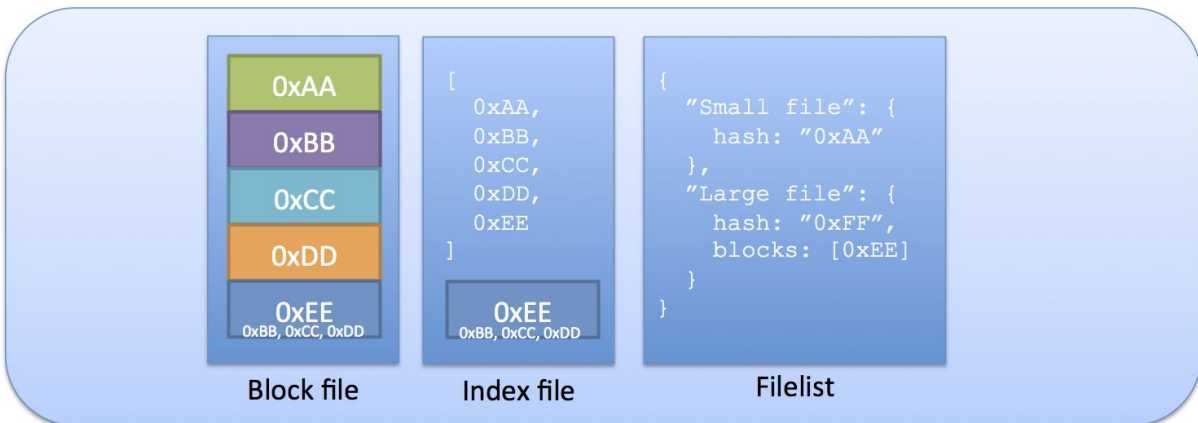 0xAA
0xBB
0xCC
0xDD
0xEE
0xBB, 0xCC, 0xDD
Block file
[
0xAA,
0xBB,
0xCC,
0xDD,
0xEE
]
0xEE
0xBB, 0xCC, 0xDD
Index file
{
”Small file”: {
hash: ”0xAA”
},
”Large file”: {
hash: ”0xFF”,
blocks: [0xEE]
}
}
Filelist